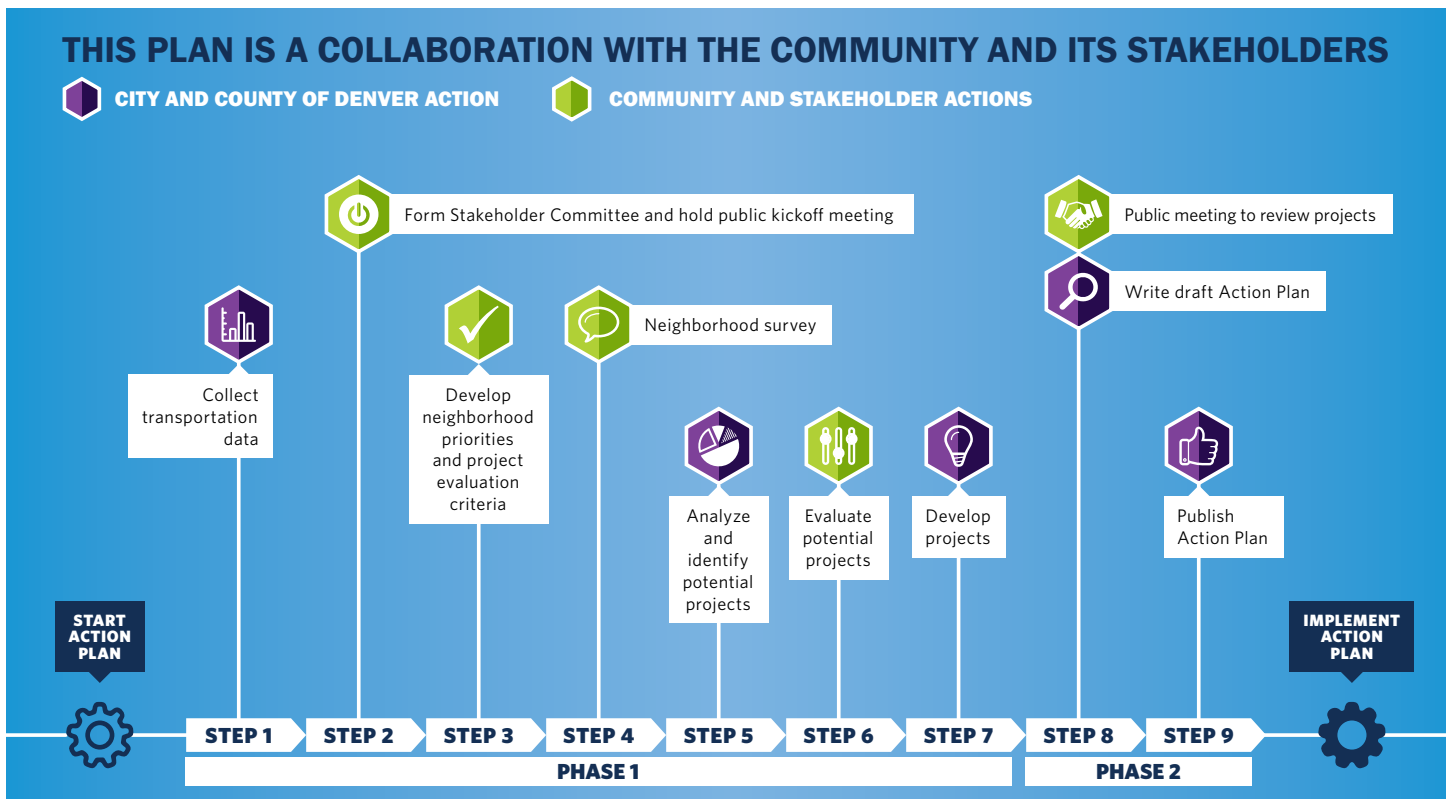 THIS PLAN IS A COLLABORATION WITH THE COMMUNITY AND ITS STAKEHOLDERS
CITY AND COUNTY OF DENVER ACTION
COMMUNITY AND STAKEHOLDER ACTIONS
Form Stakeholder Committee and hold public kickoff meeting
Public meeting to review projects
Write draft Action Plan
Neighborhood survey
Collect
transportation
data
Develop
neighborhood
priorities
and project
evaluation
criteria
Analyze
and
identify
potential
projects
Evaluate
potential
projects
Develop
projects
Publish
Action Plan
START
ACTION
PLAN
IMPLEMENT
ACTION
PLAN
STEP 1
STEP 2
STEP 3
STEP 4
STEP 5
STEP 6
STEP 7
STEP 8
STEP 9
PHASE 1
PHASE 2